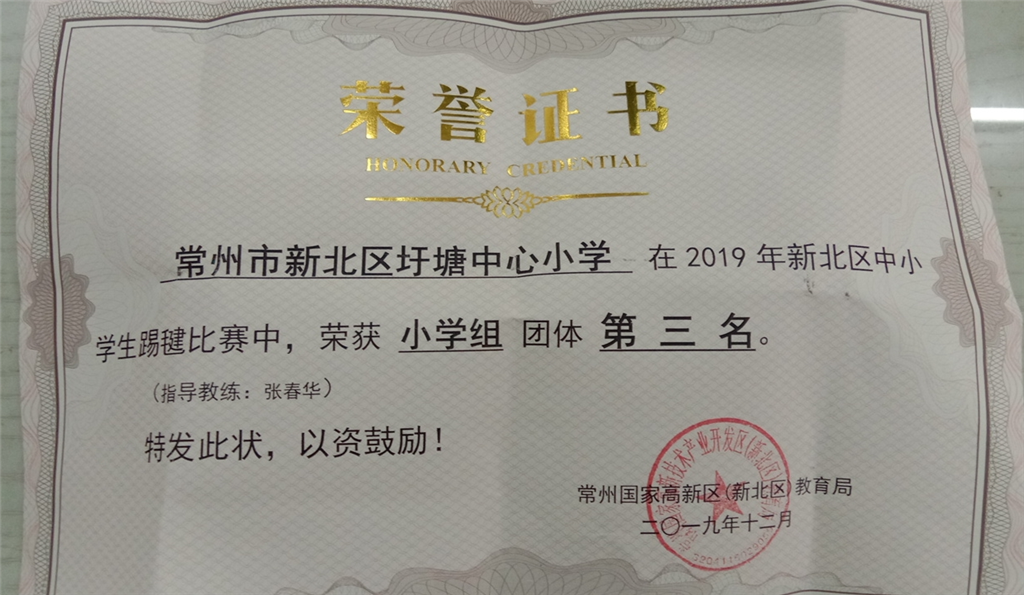 荣誉证书
HONORARY CREDENTIAL
常州市新北区圩塘中心小学 在 2019 年新北区中小
学生踢毽比赛中，荣获 小学组 团体 第 三 名。
（指导教练：张春华）
特发此状，以资鼓励！
常州国家高新区(新北区)教育局
二〇一九年十二月